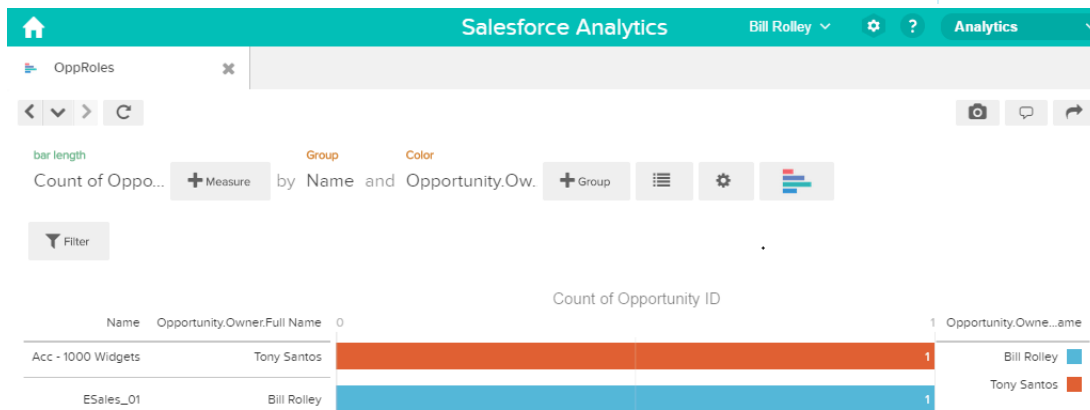 Salesforce Analytics Bill Rolley ? Analytics
OppRoles
bar length Group Color
Count of Oppo... Measure by Name and Opportunity.Ow. Group
Filter
Count of Opportunity ID
Name Opportunity.Owner.Full Name 0 1 Opportunity.Owne...ame
Acc - 1000 Widgets Tony Santos 1 Bill Rolley
Tony Santos
ESales_01 Bill Rolley 1